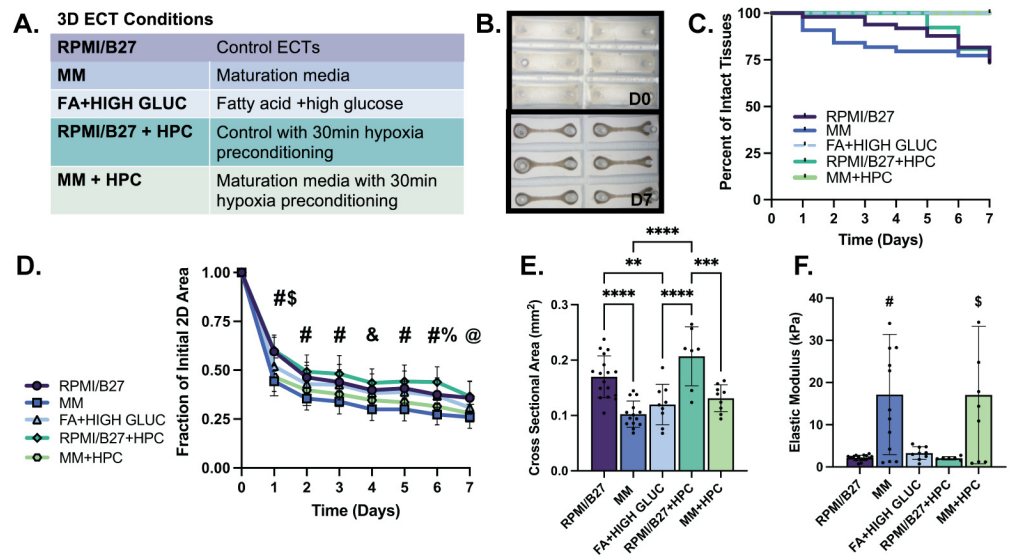 A.
3D ECT Conditions
RPMI/B27 Control ECTs
MM Maturation media
FA+HIGH GLUC Fatty acid +high glucose
RPMI/B27 + HPC Control with 30min hypoxia
preconditioning
MM + HPC Maturation media with 30min
hypoxia preconditioning
B.
D0
D7
C.
Percent of Intact Tissues
100
75
50
25
0
RPMI/B27
MM
FA+HIGH GLUC
RPMI/B27+HPC
MM+HPC
0 1 2 3 4 5 6 7
Time (Days)
D.
RPMI/B27
MM
FA+HIGH GLUC
RPMI/B27+HPC
MM+HPC
Fraction of Initial 2D Area
1.00
0.75
0.50
0.25
0.00
#$ # # & # #% @
0 1 2 3 4 5 6 7
Time (Days)
E.
Cross Sectional Area (mm2)
0.3
0.2
0.1
0.0
****
** ***
**** ****
RPMI/B27
MM
FA+HIGH GLUC
RPMI/B27+HPC
MM+HPC
F.
Elastic Modulus (kPa)
40
30
20
10
0
# $
RPMI/B27
MM
FA+HIGH GLUC
RPMI/B27+HPC
MM+HPC